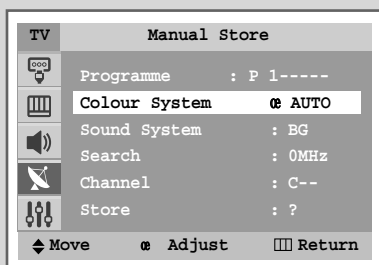 TV Manual Store
Programme : P 1-----
Colour System œ AUTO
Sound System : BG
Search : 0MHz
Channel : C--
Store : ?
Move œ Adjust Return